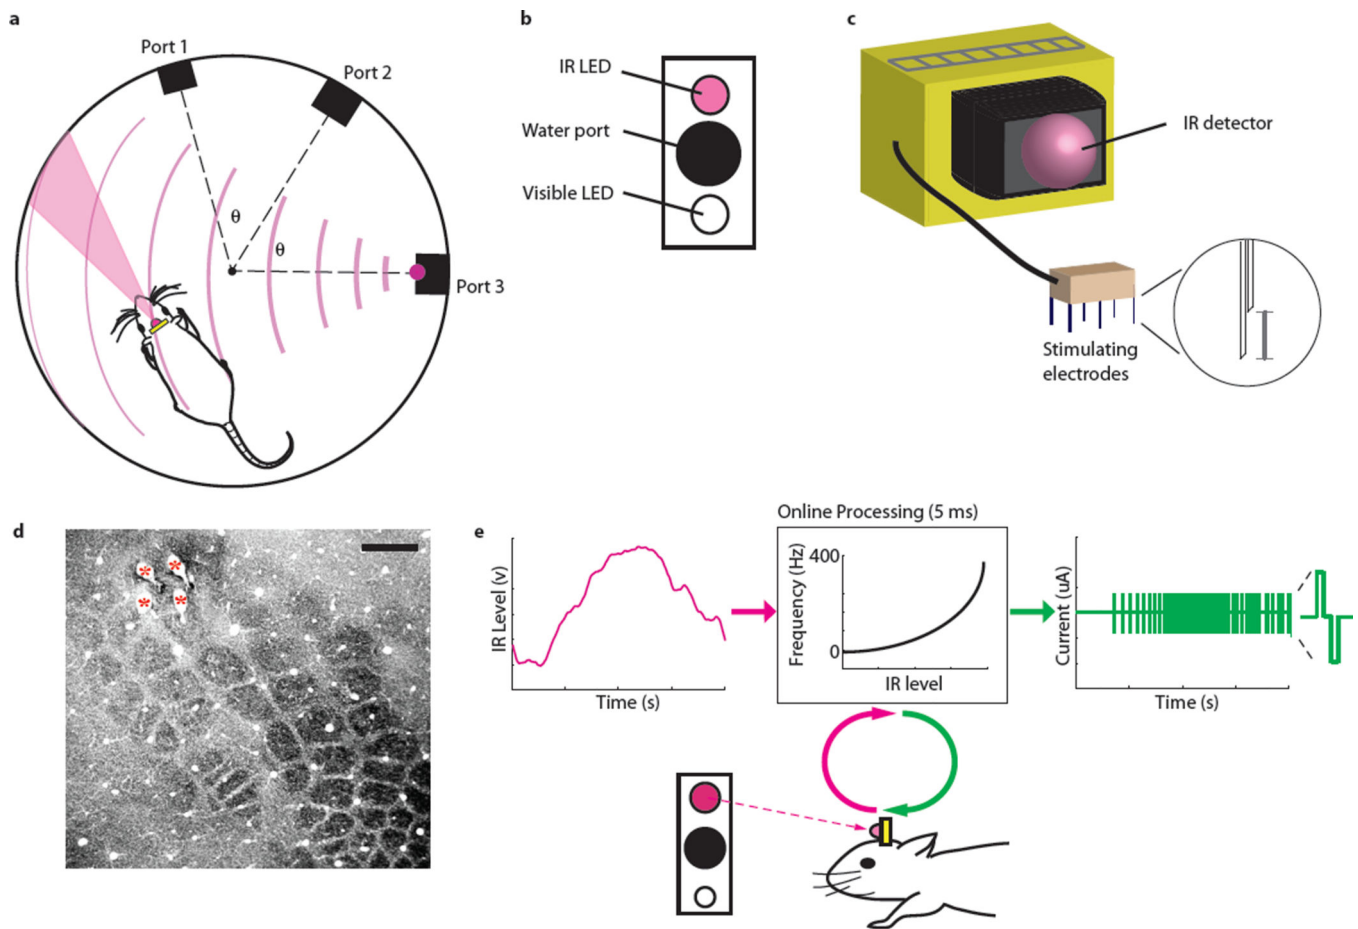 a
Port 1
Port 2
θ
θ
Port 3
b
IR LED
Water port
Visible LED
c
IR detector
Stimulating
electrodes
d
*
*
*
*
e
IR Level (v)
Time (s)
Online Processing (5 ms)
Frequency (Hz)
400
0
IR level
Current (uA)
Time (s)